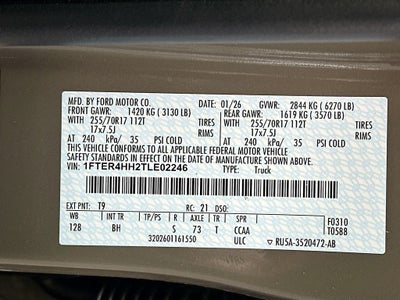 MFD. BY FORD MOTOR CO. DATE: 01/26 GVWR: 2844 KG ( 6270 LB)
FRONT GAWR: 1420 KG ( 3130 LB) REAR GAWR: 1619 KG ( 3570 LB)
255/70R17 112T TIRES 255/70R17 112T TIRES
17x7.5J RIMS 17x7.5J RIMS
AT 240 kPa/ 35 PSI COLD AT 240 kPa/ 35 PSI COLD
THIS VEHICLE CONFORMS TO ALL APPLICABLE FEDERAL MOTOR VEHICLE
SAFETY STANDARDS IN EFFECT ON THE DATE OF MANUFACTURE SHOWN ABOVE.
VIN: 1FTER4HH2TLE02246 TYPE: Truck
EXT PNT: T9 RC: 21 DSO: F0310
WB INT TR TP/PS R AXLE TR SPR T0588
128 BH S 73 T CCAA
3202601161550 ULC RU5A-3520472-AB